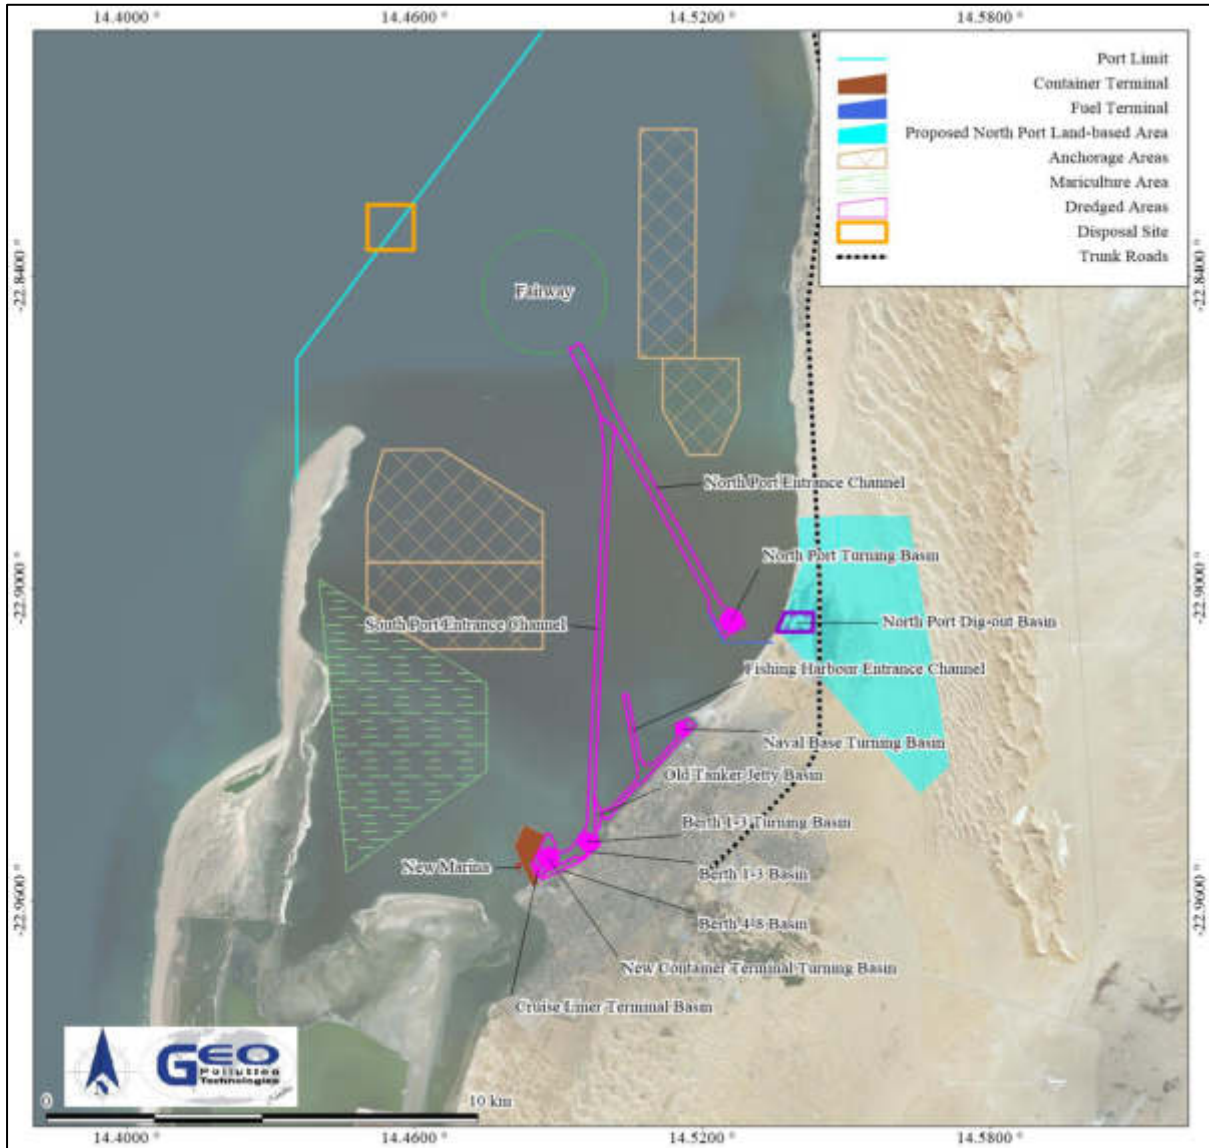 14.4000 °
14.4600 °
14.5200 °
14.5800 °
Port Limit
Container Terminal
Fuel Terminal
Proposed North Port Land-based Area
Anchorage Areas
Mariculture Area
Dredged Areas
Disposal Site
Trunk Roads
-22.8400 °
-22.8400 °
Fairway
North Port Entrance Channel
North Port Turning Basin
-22.9000 °
-22.9000 °
South Port Entrance Channel
North Port Dig-out Basin
Fishing Harbour Entrance Channel
Naval Base Turning Basin
Old Tanker Jetty Basin
Berth 1-3 Turning Basin
New Marina
Berth 1-3 Basin
-22.9600 °
-22.9600 °
Berth 4-8 Basin
New Container Terminal Turning Basin
Cruise Liner Terminal Basin
GEO
Pollution
Technologies
0
10 km
14.4000 °
14.4600 °
14.5200 °
14.5800 °